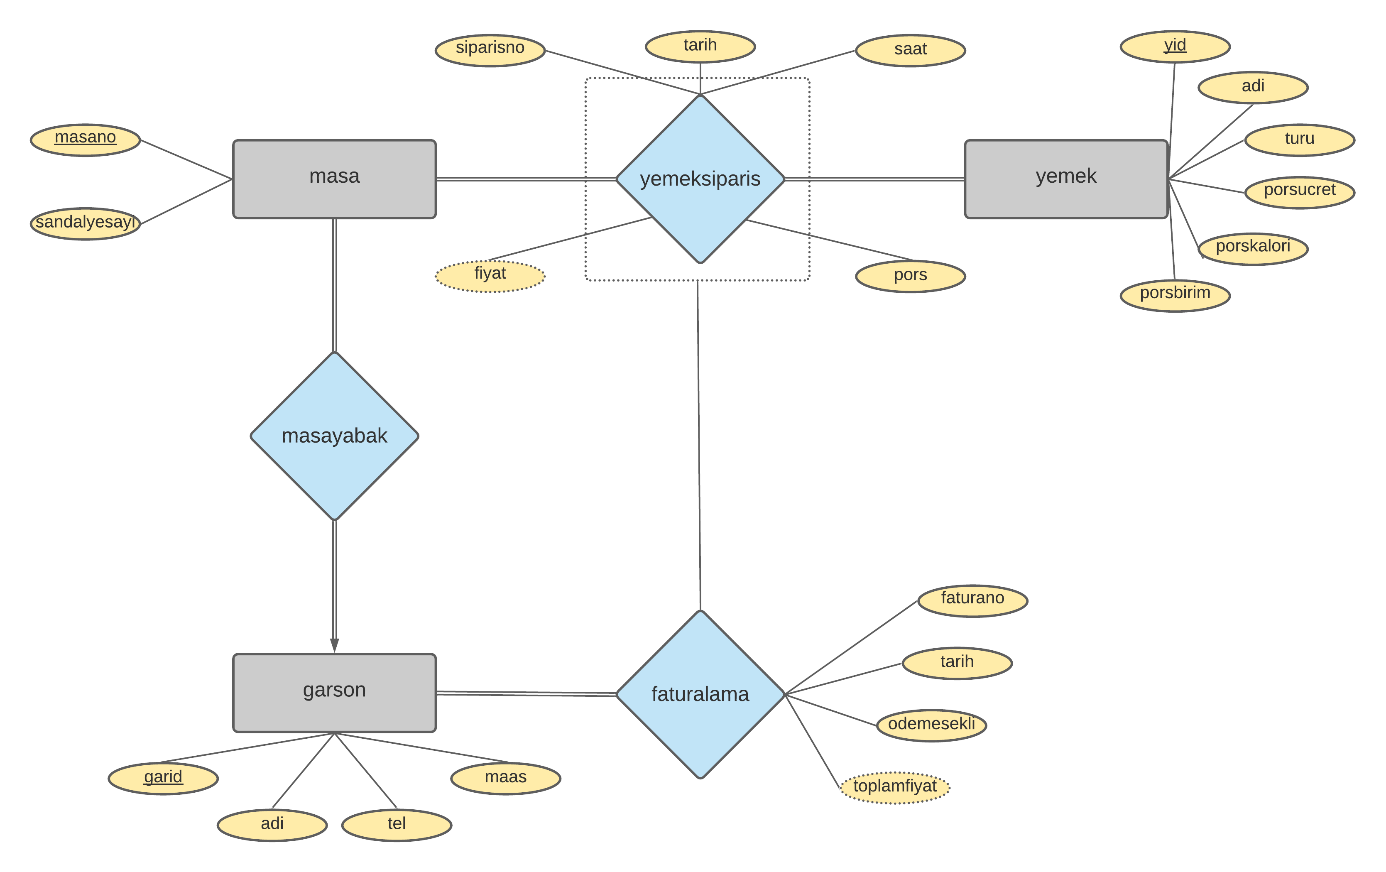 siparisno
tarih
saat
yid
adi
masano
turu
masa
yemeksiparis
yemek
porsucret
sandalyesayı
porskalori
fiyat
pors
porsbirim
masayabak
faturano
tarih
garson
faturalama
odemesekli
garid
maas
toplamfiyat
adi
tel